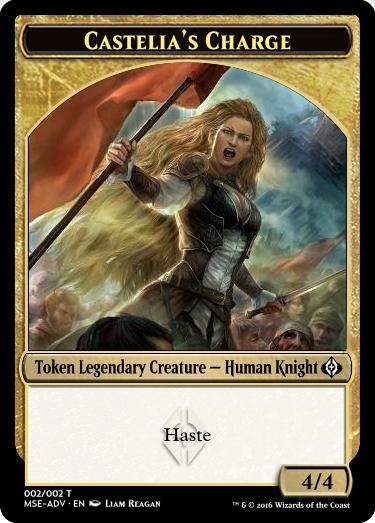 Castelia's Charge
Token Legendary Creature — Human Knight
Haste
4/4
002/002 T
MSE-ADV • EN Liam Reagan
™ & © 2016 Wizards of the Coast